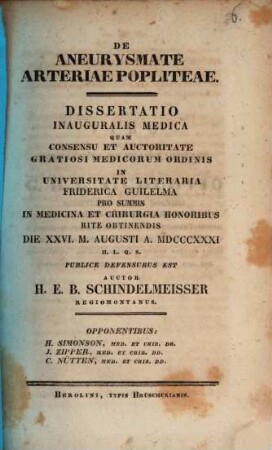 6.
DE
ANEURYSMATE
ARTERIAE POPLITEAE.
DISSERTATIO
INAUGURALIS MEDICA
QUAM
CONSENSU ET AUCTORITATE
GRATIOSI MEDICORUM ORDINIS
IN
UNIVERSITATE LITERARIA
FRIDERICA GUILELMA
PRO SUMMIS
IN MEDICINA ET CHIRURGIA HONORIBUS
RITE OBTINENDIS
DIE XXVI. M. AUGUSTI A. MDCCCXXXI
H. L. Q. S.
PUBLICE DEFENSURUS EST
AUCTOR
H. E. B. SCHINDELMEISSER
REGIOMONTANUS.
OPPONENTIBUS:
H. SIMONSON, MED. ET CHIR. DR.
J. ZIPPER, MED. ET CHIR. DD.
C. NÜTTEN, MED. ET CHIR. DD.
BEROLINI, TYPIS BRÜSCHCKIANIS.